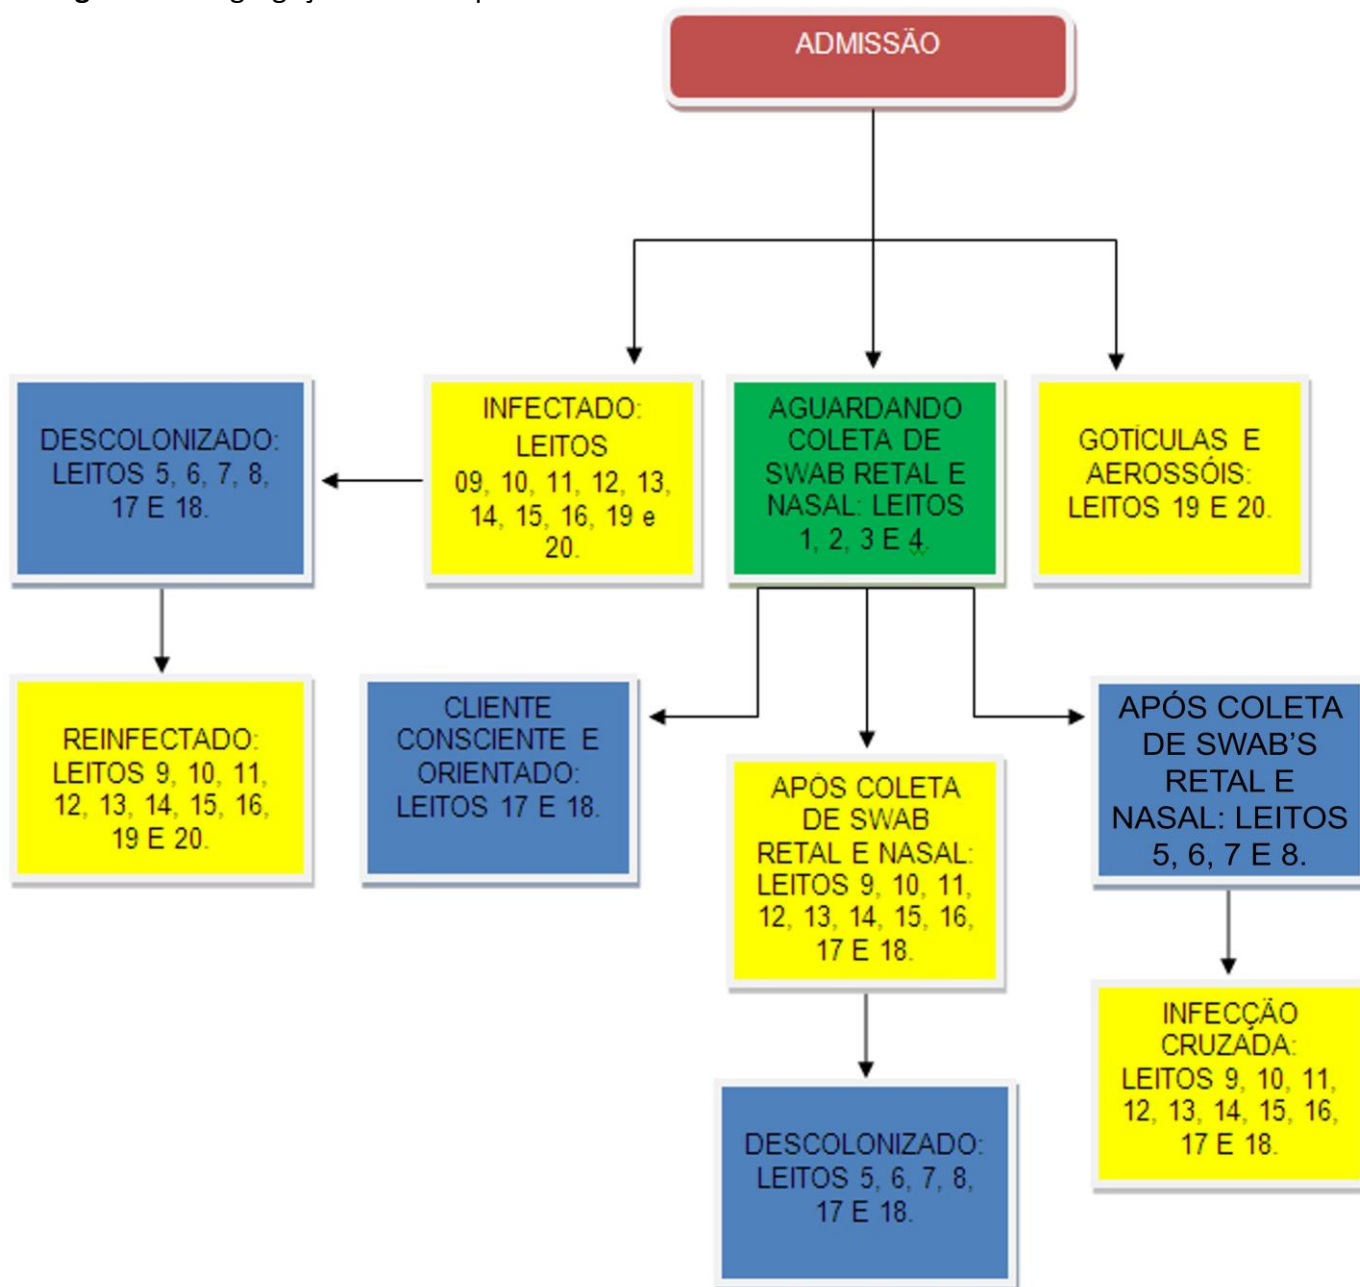 ADMISSÃO
DESCOLONIZADO:
LEITOS 5, 6, 7, 8,
17 E 18.
INFECTADO:
LEITOS
09, 10, 11, 12, 13,
14, 15, 16, 19 e
20.
AGUARDANDO
COLETA DE
SWAB RETAL E
NASAL: LEITOS
1, 2, 3 E 4.
GOTÍCULAS E
AEROSSÓIS:
LEITOS 19 E 20.
REINFECTADO:
LEITOS 9, 10, 11,
12, 13, 14, 15, 16,
19 E 20.
CLIENTE
CONSCIENTE E
ORIENTADO:
LEITOS 17 E 18.
APÓS COLETA
DE SWAB
RETAL E NASAL:
LEITOS 9, 10, 11,
12, 13, 14, 15, 16,
17 E 18.
APÓS COLETA
DE SWAB’S
RETAL E
NASAL: LEITOS
5, 6, 7 E 8.
DESCOLONIZADO:
LEITOS 5, 6, 7, 8,
17 E 18.
INFECÇÃO
CRUZADA:
LEITOS 9, 10, 11,
12, 13, 14, 15, 16,
17 E 18.